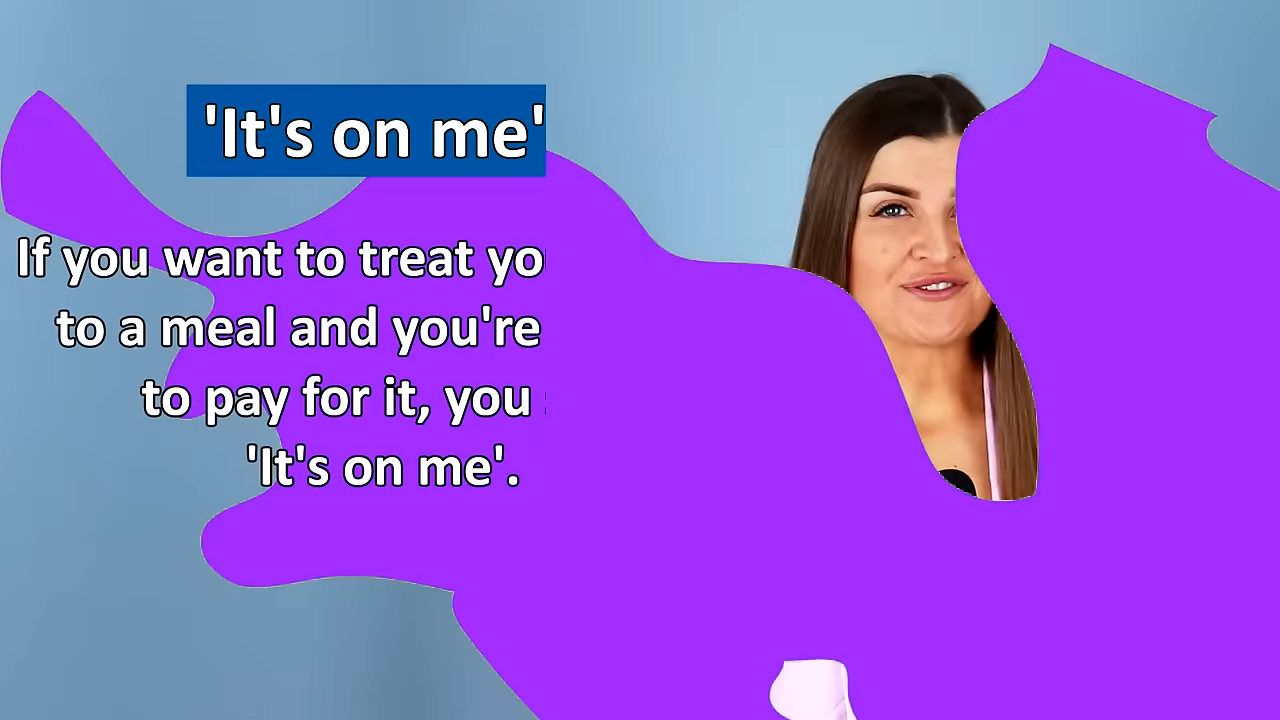 'It's on me'
If you want to treat
to a meal and you're
to pay for it, you
'It's on me'.